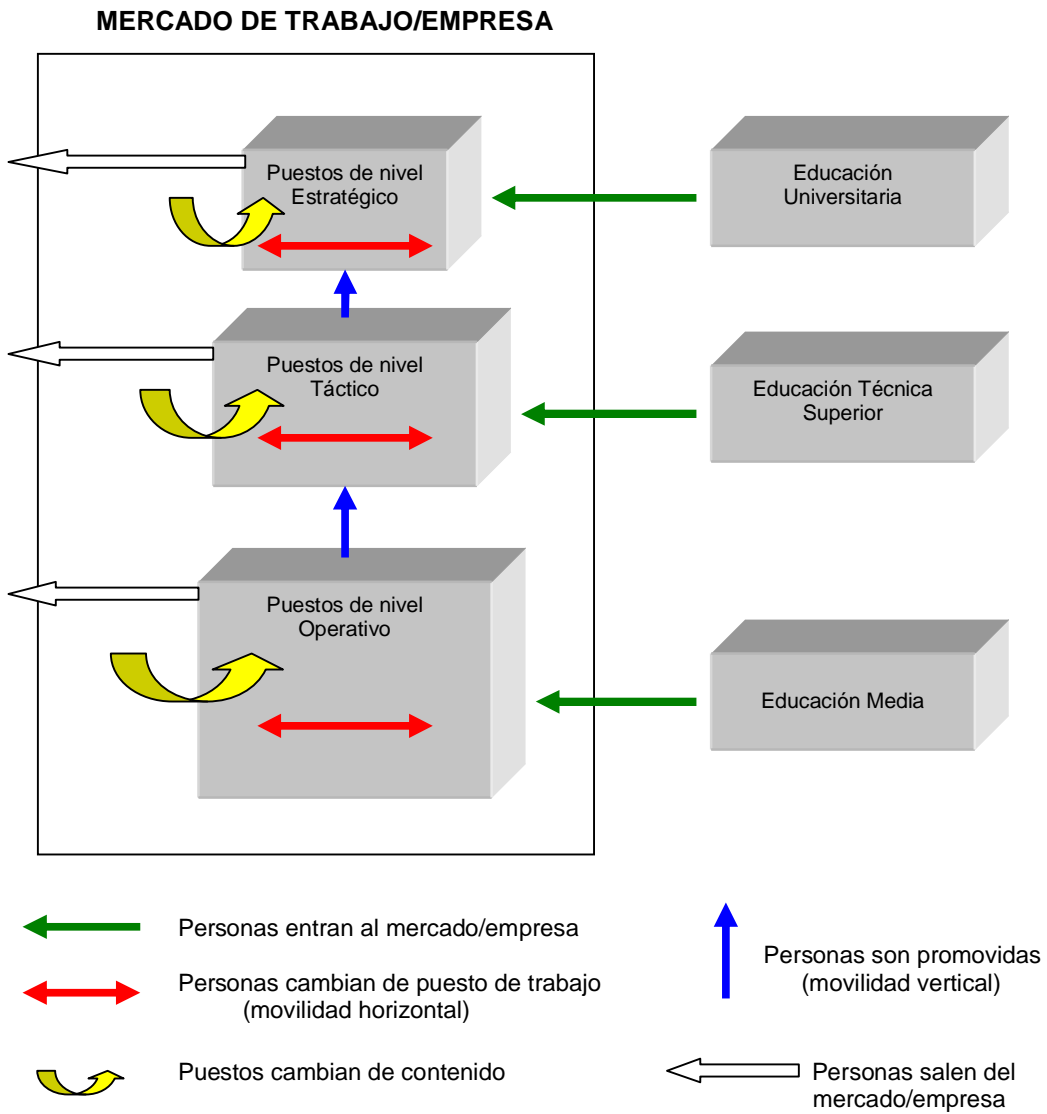 MERCADO DE TRABAJO/EMPRESA
Puestos de nivel
Estratégico
Educación
Universitaria
Puestos de nivel
Táctico
Educación Técnica
Superior
Puestos de nivel
Operativo
Educación Media
Personas entran al mercado/empresa
Personas cambian de puesto de trabajo
(movilidad horizontal)
Puestos cambian de contenido
Personas son promovidas
(movilidad vertical)
Personas salen del
mercado/empresa